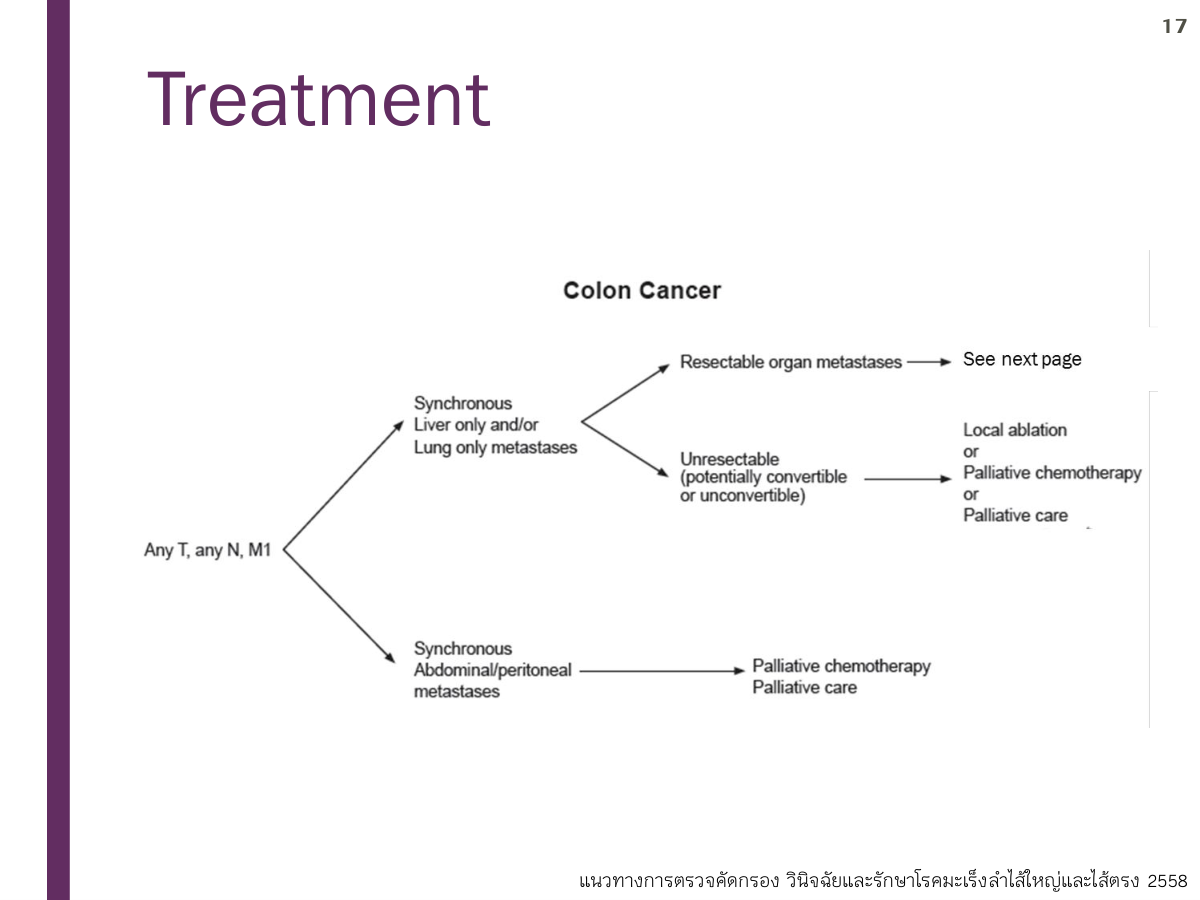 17
Treatment
Colon Cancer
Resectable organ metastases
See next page
Synchronous
Liver only and/or
Lung only metastases
Unresectable
(potentially convertible
or unconvertible)
Local ablation
or
Palliative chemotherapy
or
Palliative care
Any T, any N, M1
Synchronous
Abdominal/peritoneal
metastases
Palliative chemotherapy
Palliative care
แนวทางการตรวจคัดกรอง วินิจฉัยและรักษาโรคมะเร็งลำไส้ใหญ่และไส้ตรง 2558